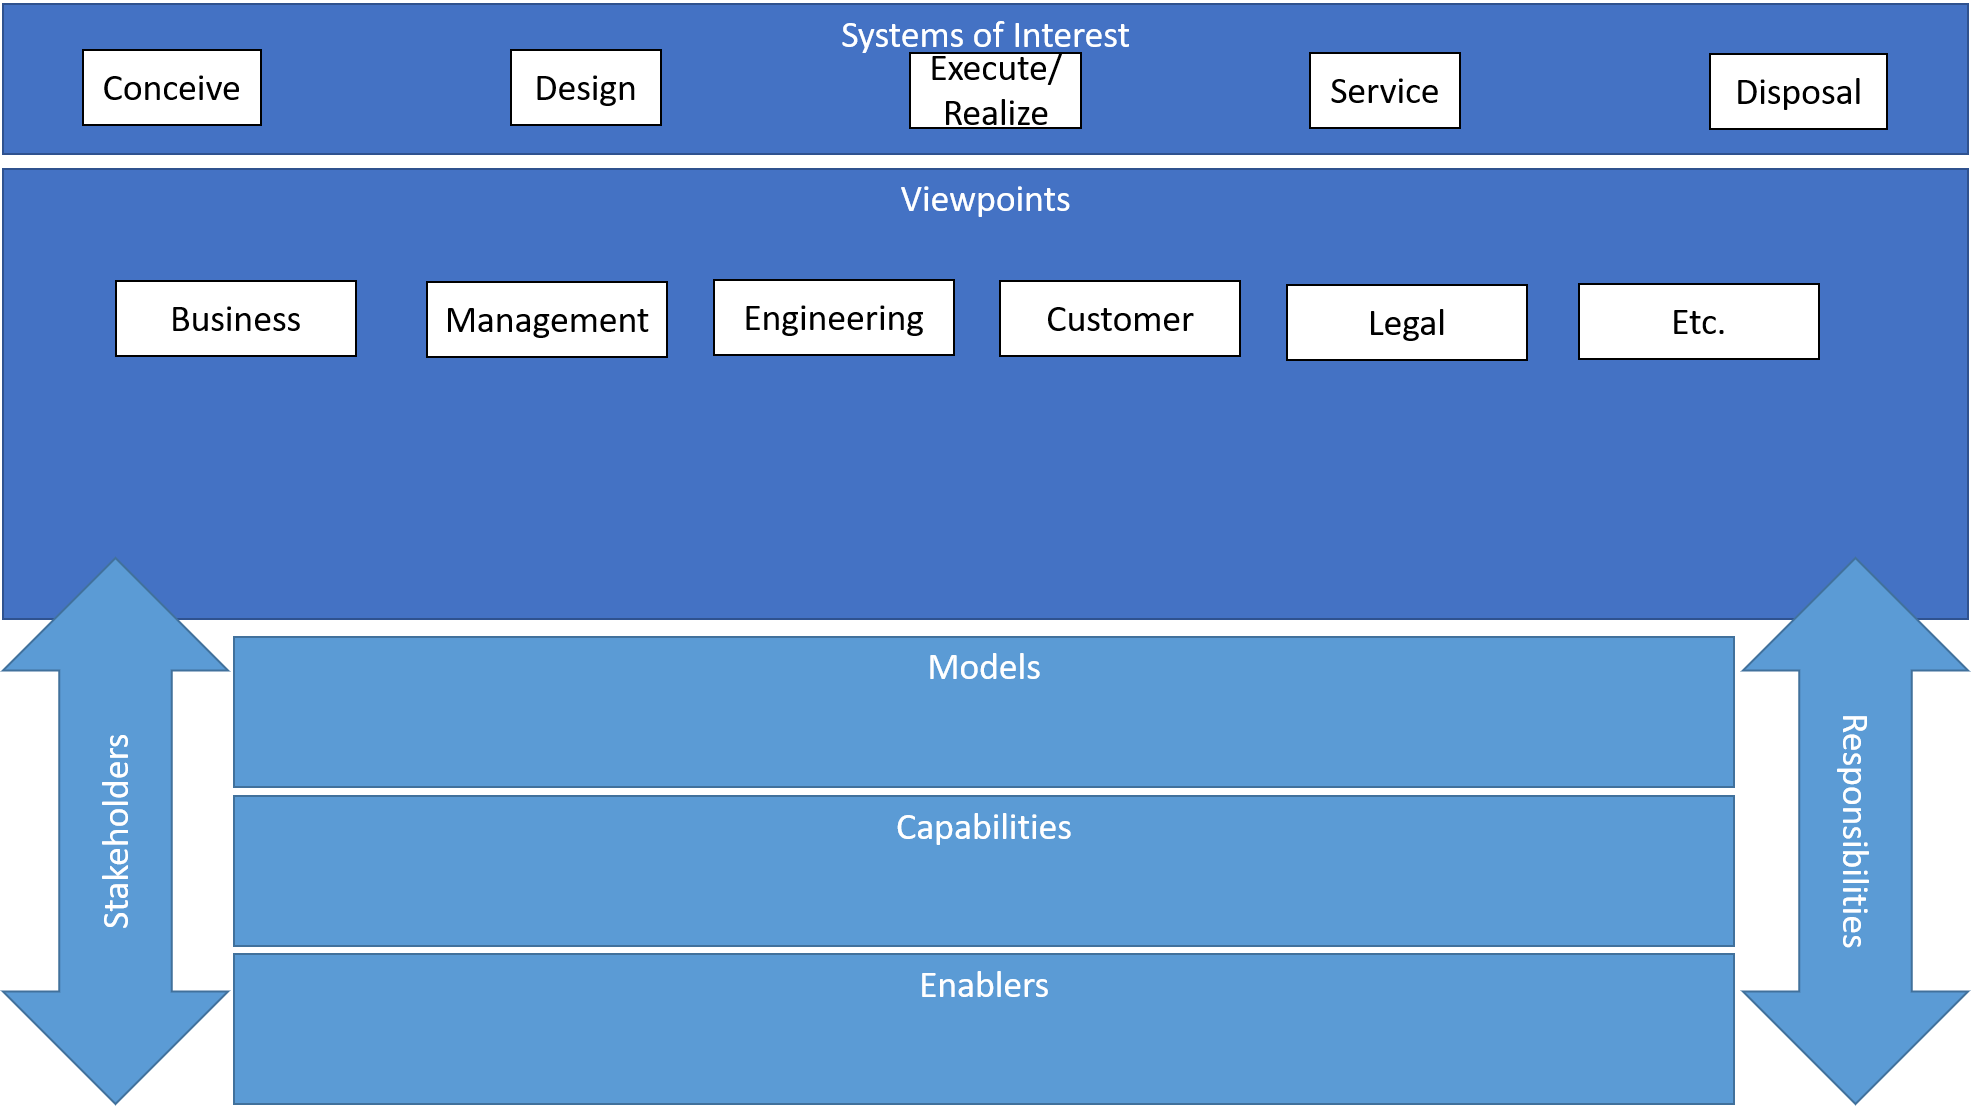 Systems of Interest
Conceive
Design
Execute/
Realize
Service
Disposal
Viewpoints
Business
Management
Engineering
Customer
Legal
Etc.
Models
Capabilities
Enablers
Stakeholders
Responsibilities